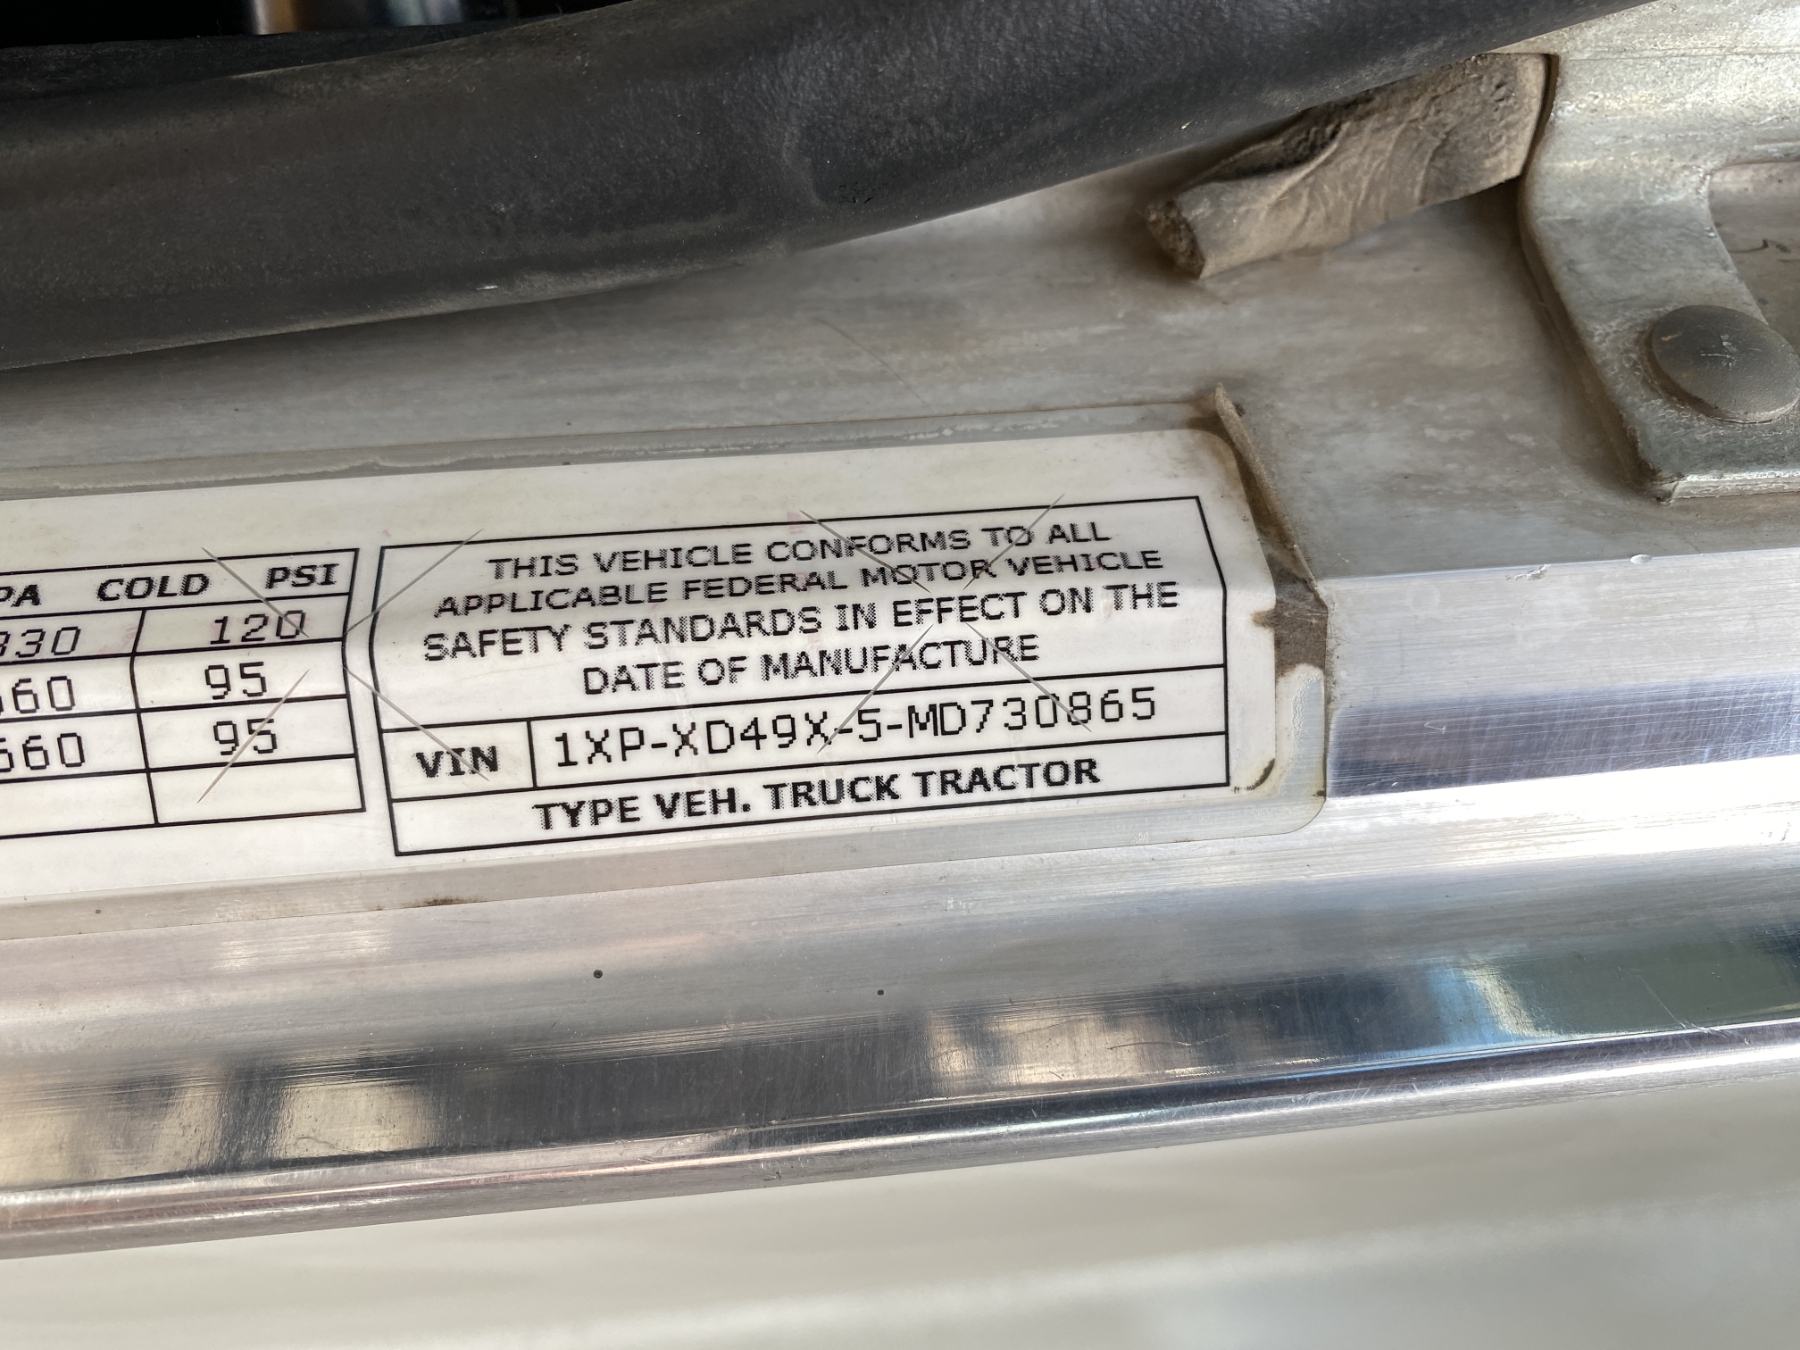 PA COLD PSI
830 120
660 95
660 95
THIS VEHICLE CONFORMS TO ALL
APPLICABLE FEDERAL MOTOR VEHICLE
SAFETY STANDARDS IN EFFECT ON THE
DATE OF MANUFACTURE
VIN 1XP-XD49X-5-MD730865
TYPE VEH. TRUCK TRACTOR